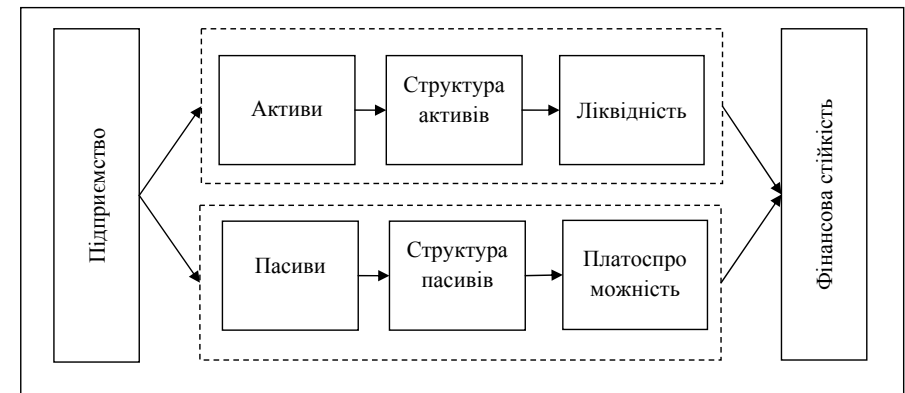 Підприємство
Активи
Структура
активів
Ліквідність
Пасиви
Структура
пасивів
Платоспро
можність
Фінансова стійкість